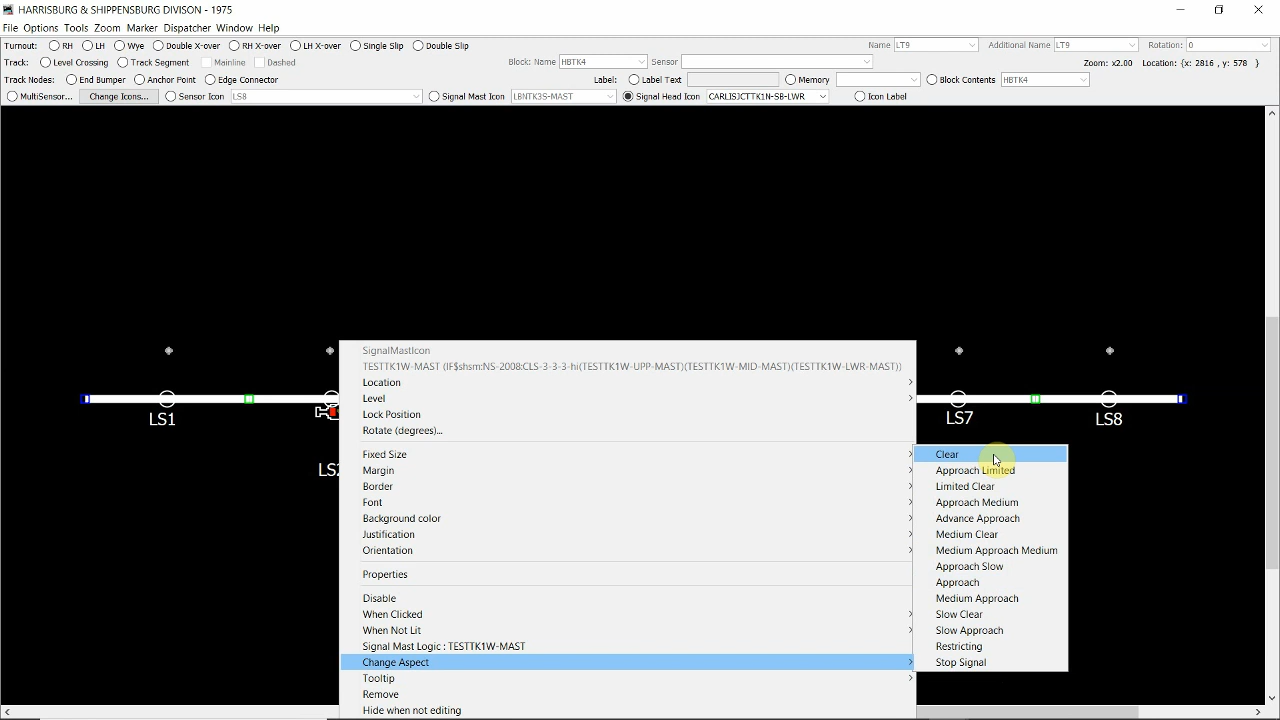 HARRISBURG & SHIPPENSBURG DIVISON - 1975
File Options Tools Zoom Marker Dispatcher Window Help
Turnout: RH LH Wye Double X-over RH X-over LH X-over Single Slip Double Slip Name LT9 Additional Name LT9 Rotation: 0
Track: Level Crossing Track Segment Mainline Dashed Block: Name HBTK4 Sensor Zoom: x2.00 Location: {x: 2816 , y: 578 }
Track Nodes: End Bumper Anchor Point Edge Connector Label: Label Text Memory Block Contents HBTK4
MultiSensor... Change Icons... Sensor Icon LS8 Signal Mast Icon LBNTK3S-MAST Signal Head Icon CARLISJCTTK1N-SB-LWR Icon Label
LS1
LS2
LS7
LS8
SignalMastIcon
TESTTK1W-MAST (IF$shsm:NS-2008:CLS-3-3-3-hi(TESTTK1W-UPP-MAST)(TESTTK1W-MID-MAST)(TESTTK1W-LWR-MAST))
Location
Level
Lock Position
Rotate (degrees)...
Fixed Size
Margin
Border
Font
Background color
Justification
Orientation
Properties
Disable
When Clicked
When Not Lit
Signal Mast Logic : TESTTK1W-MAST
Change Aspect
Tooltip
Remove
Hide when not editing
Clear
Approach Limited
Limited Clear
Approach Medium
Advance Approach
Medium Clear
Medium Approach Medium
Approach Slow
Approach
Medium Approach
Slow Clear
Slow Approach
Restricting
Stop Signal